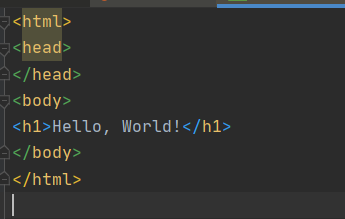 <html>
<head>
</head>
<body>
<h1>Hello, World!</h1>
</body>
</html>